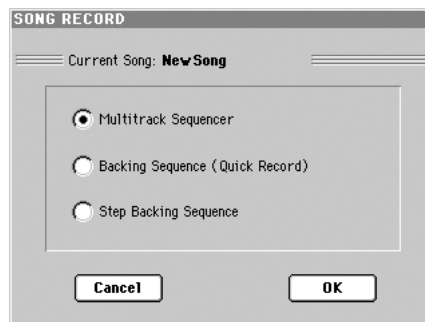 SONG RECORD
Current Song: NewSong
Multitrack Sequencer
Backing Sequence (Quick Record)
Step Backing Sequence
Cancel OK